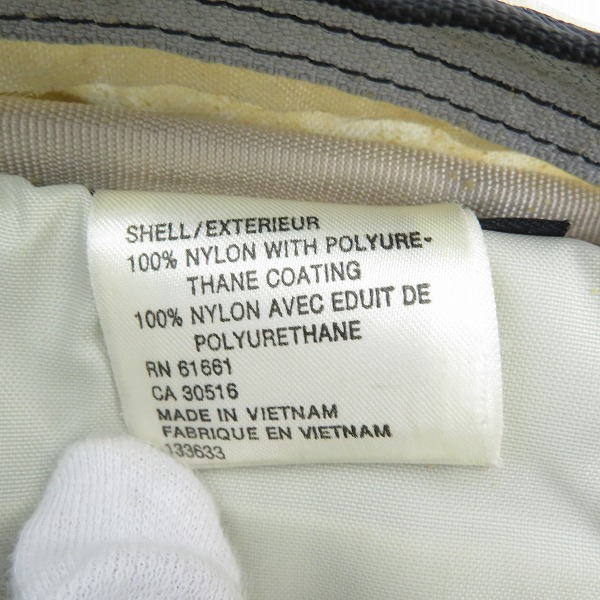 SHELL/EXTERIEUR
100% NYLON WITH POLYURE-
THANE COATING
100% NYLON AVEC EDUIT DE
POLYURETHANE
RN 61661
CA 30516
MADE IN VIETNAM
FABRIQUE EN VIETNAM
133633